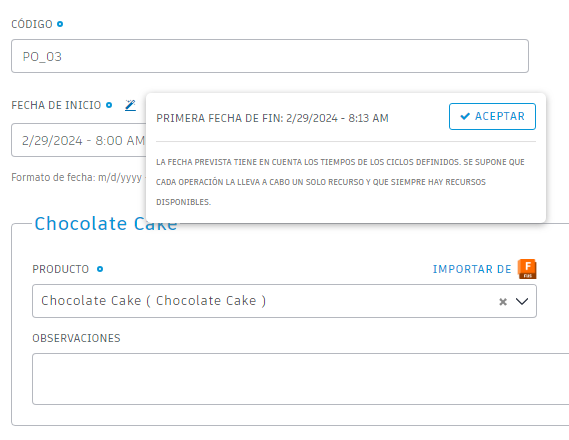 CÓDIGO
PO_03
FECHA DE INICIO
2/29/2024 - 8:00 AM
Formato de fecha: m/d/yyyy
PRIMERA FECHA DE FIN: 2/29/2024 - 8:13 AM
ACEPTAR
LA FECHA PREVISTA TIENE EN CUENTA LOS TIEMPOS DE LOS CICLOS DEFINIDOS. SE SUPONE QUE
CADA OPERACIÓN LA LLEVA A CABO UN SOLO RECURSO Y QUE SIEMPRE HAY RECURSOS
DISPONIBLES.
Chocolate Cake
PRODUCTO
IMPORTAR DE
F
FUS
Chocolate Cake ( Chocolate Cake )
OBSERVACIONES